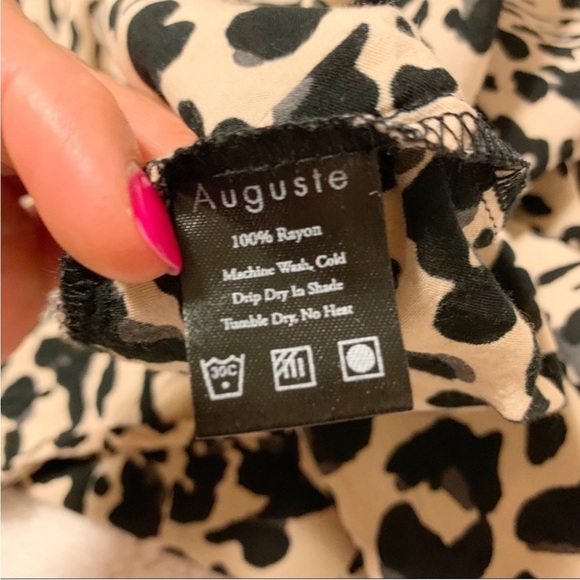 Auguste
100% Rayon
Machine Wash, Cold
Drip Dry In Shade
Tumble Dry, No Heat
30C